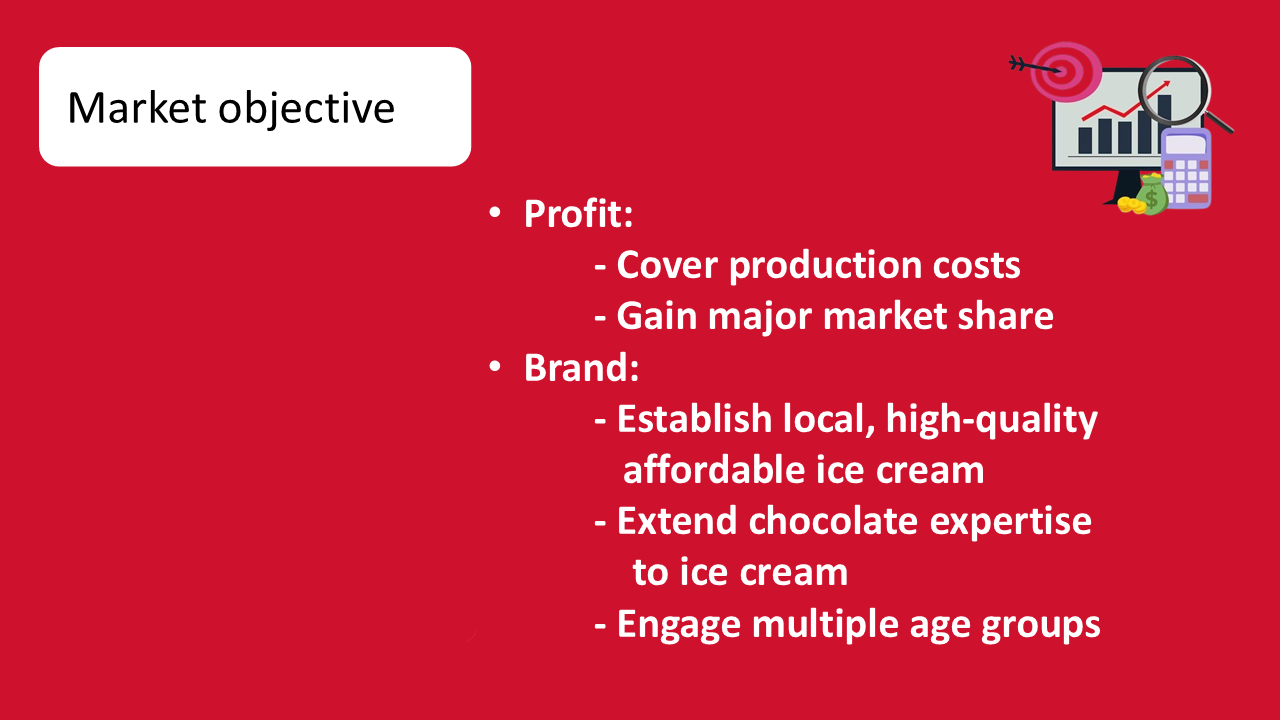 Market objective
• Profit:
- Cover production costs
- Gain major market share
• Brand:
- Establish local, high-quality
affordable ice cream
- Extend chocolate expertise
to ice cream
- Engage multiple age groups
$